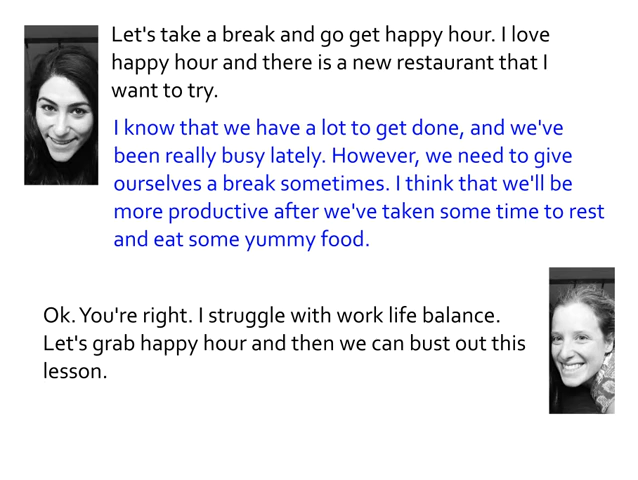 Let's take a break and go get happy hour. I love
happy hour and there is a new restaurant that I
want to try.
I know that we have a lot to get done, and we've
been really busy lately. However, we need to give
ourselves a break sometimes. I think that we'll be
more productive after we've taken some time to rest
and eat some yummy food.
Ok. You're right. I struggle with work life balance.
Let's grab happy hour and then we can bust out this
lesson.